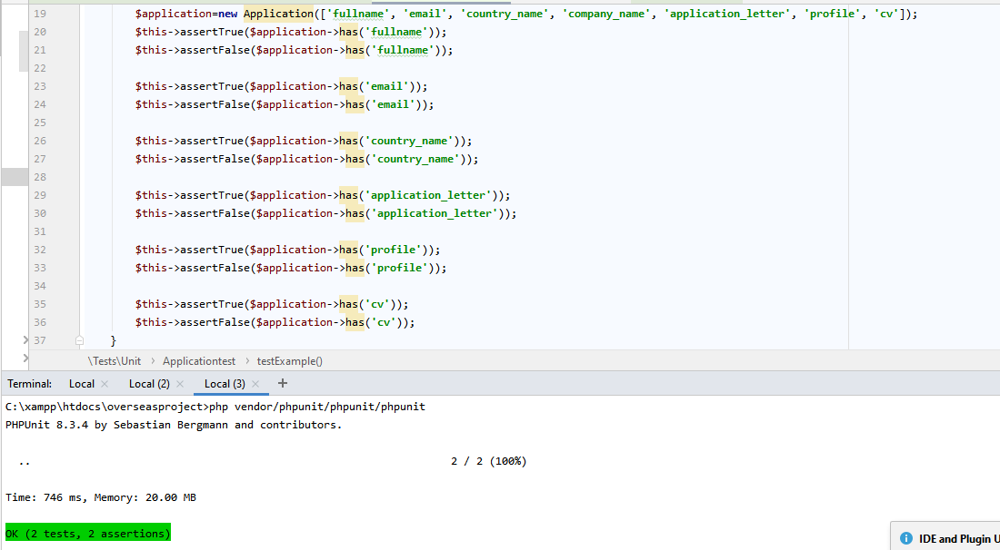 19 $application=new Application(['fullname', 'email', 'country_name', 'company_name', 'application_letter', 'profile', 'cv']);
20 $this->assertTrue($application->has('fullname'));
21 $this->assertFalse($application->has('fullname'));
22
23 $this->assertTrue($application->has('email'));
24 $this->assertFalse($application->has('email'));
25
26 $this->assertTrue($application->has('country_name'));
27 $this->assertFalse($application->has('country_name'));
28
29 $this->assertTrue($application->has('application_letter'));
30 $this->assertFalse($application->has('application_letter'));
31
32 $this->assertTrue($application->has('profile'));
33 $this->assertFalse($application->has('profile'));
34
35 $this->assertTrue($application->has('cv'));
36 $this->assertFalse($application->has('cv'));
37 }
\Tests\Unit > Applicationtest > testExample()
Terminal: Local × Local (2) × Local (3) × +
C:\xampp\htdocs\overseasproject>php vendor/phpunit/phpunit/phpunit
PHPUnit 8.3.4 by Sebastian Bergmann and contributors.
.. 2 / 2 (100%)
Time: 746 ms, Memory: 20.00 MB
OK (2 tests, 2 assertions)
IDE and Plugin U